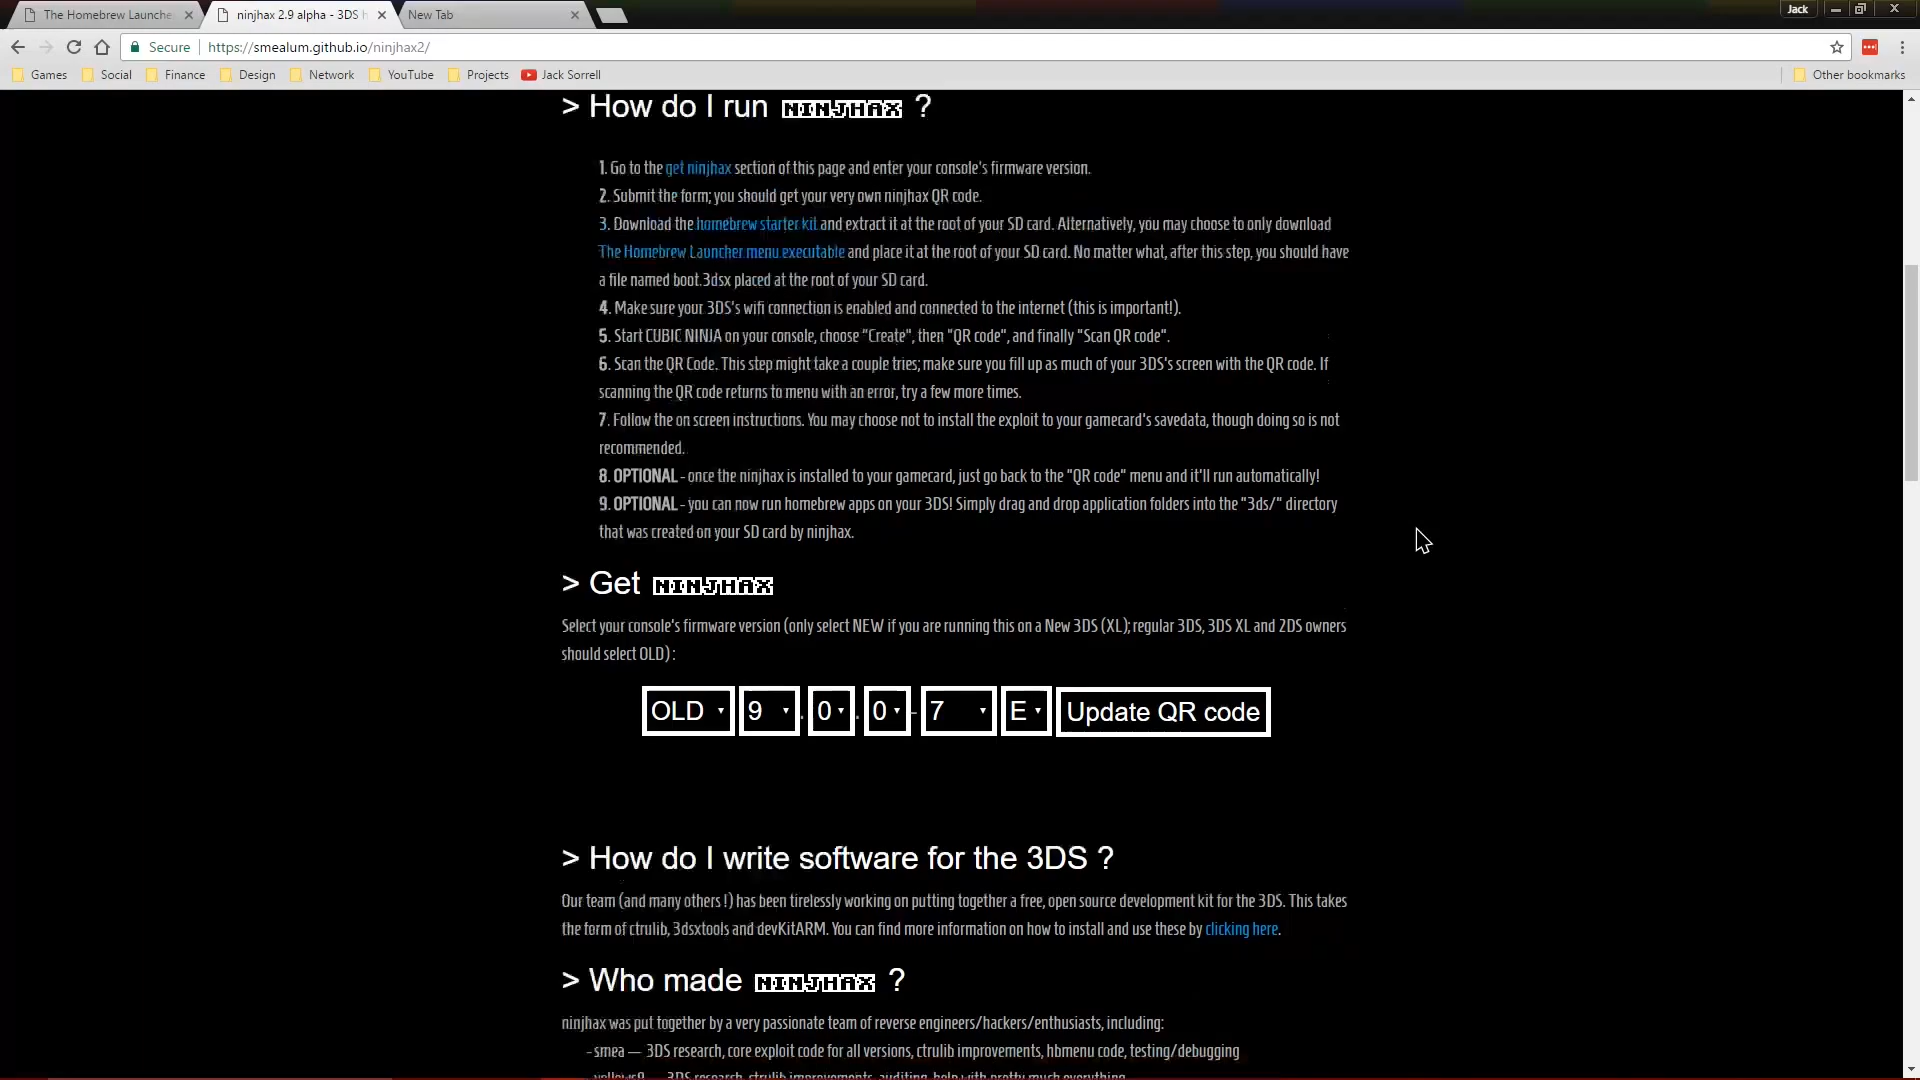 The Homebrew Launche
ninjhax 2.9 alpha - 3DS h
New Tab
Jack
Secure
https://smealum.github.io/ninjhax2/
Games
Social
Finance
Design
Network
YouTube
Projects
Jack Sorrell
Other bookmarks
> How do I run NINJHAX ?
1. Go to the get ninjhax section of this page and enter your console's firmware version.
2. Submit the form; you should get your very own ninjhax QR code.
3. Download the homebrew starter kit and extract it at the root of your SD card. Alternatively, you may choose to only download
The Homebrew Launcher menu executable and place it at the root of your SD card. No matter what, after this step, you should have
a file named boot.3dsx placed at the root of your SD card.
4. Make sure your 3DS's wifi connection is enabled and connected to the internet (this is important!).
5. Start CUBIC NINJA on your console, choose "Create", then "QR code", and finally "Scan QR code".
6. Scan the QR Code. This step might take a couple tries; make sure you fill up as much of your 3DS's screen with the QR code. If
scanning the QR code returns to menu with an error, try a few more times.
7. Follow the on screen instructions. You may choose not to install the exploit to your gamecard's savedata, though doing so is not
recommended.
8. OPTIONAL - once the ninjhax is installed to your gamecard, just go back to the "QR code" menu and it'll run automatically!
9. OPTIONAL - you can now run homebrew apps on your 3DS! Simply drag and drop application folders into the "3ds/" directory
that was created on your SD card by ninjhax.
> Get NINJHAX
Select your console's firmware version (only select NEW if you are running this on a New 3DS (XL); regular 3DS, 3DS XL and 2DS owners
should select OLD) :
OLD 9 . 0 . 0 - 7 E Update QR code
> How do I write software for the 3DS ?
Our team (and many others !) has been tirelessly working on putting together a free, open source development kit for the 3DS. This takes
the form of ctrulib, 3dsxtools and devKitARM. You can find more information on how to install and use these by clicking here.
> Who made NINJHAX ?
ninjhax was put together by a very passionate team of reverse engineers/hackers/enthusiasts, including:
- smea — 3DS research, core exploit code for all versions, ctrulib improvements, hbmenu code, testing/debugging
- yellows8 — 3DS research, ctrulib improvements, auditing, help with pretty much everything